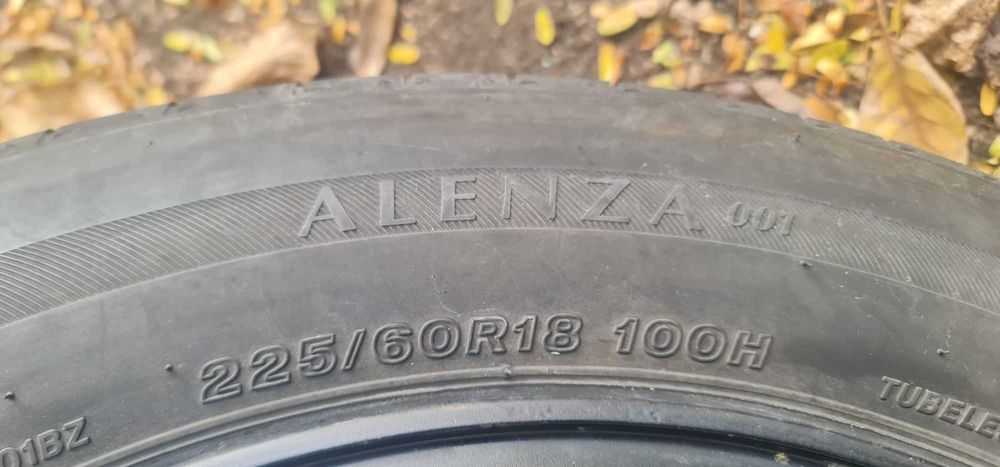 ALENZA 001
225/60R18 100H
01BZ
TUBELE